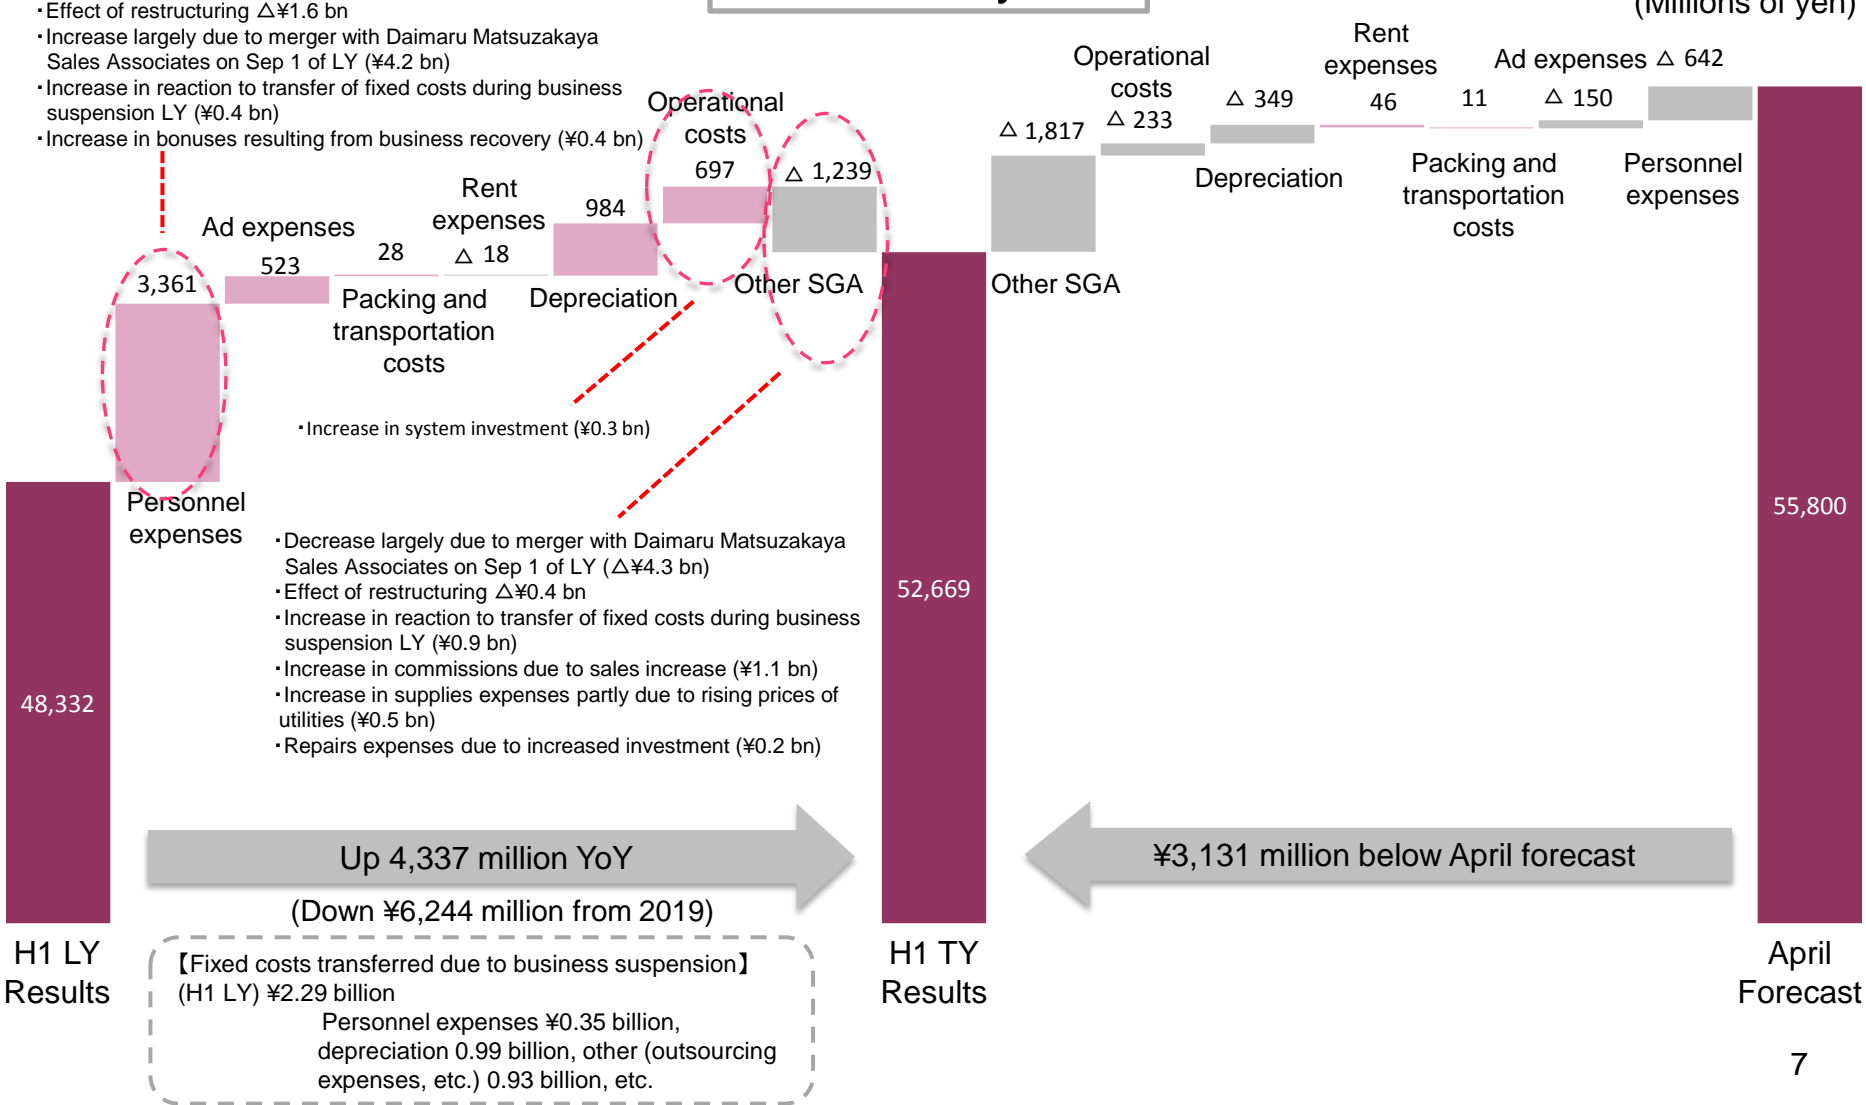 ・Effect of restructuring △¥1.6 bn
・Increase largely due to merger with Daimaru Matsuzakaya
Sales Associates on Sep 1 of LY (¥4.2 bn)
・Increase in reaction to transfer of fixed costs during business
suspension LY (¥0.4 bn)
・Increase in bonuses resulting from business recovery (¥0.4 bn)
(Millions of yen)
3,361
Personnel
expenses
Ad expenses
523
28
Packing and
transportation
costs
Rent
expenses
△ 18
984
Depreciation
Operational
costs
697
△ 1,239
Other SGA
△ 1,817
Other SGA
Operational
costs
△ 233
△ 349
Depreciation
Rent
expenses
46
11
Packing and
transportation
costs
Ad expenses
△ 150
△ 642
Personnel
expenses
・Increase in system investment (¥0.3 bn)
・Decrease largely due to merger with Daimaru Matsuzakaya
Sales Associates on Sep 1 of LY (△¥4.3 bn)
・Effect of restructuring △¥0.4 bn
・Increase in reaction to transfer of fixed costs during business
suspension LY (¥0.9 bn)
・Increase in commissions due to sales increase (¥1.1 bn)
・Increase in supplies expenses partly due to rising prices of
utilities (¥0.5 bn)
・Repairs expenses due to increased investment (¥0.2 bn)
48,332
52,669
55,800
Up 4,337 million YoY
(Down ¥6,244 million from 2019)
¥3,131 million below April forecast
H1 LY
Results
H1 TY
Results
April
Forecast
【Fixed costs transferred due to business suspension】
(H1 LY) ¥2.29 billion
Personnel expenses ¥0.35 billion,
depreciation 0.99 billion, other (outsourcing
expenses, etc.) 0.93 billion, etc.
7